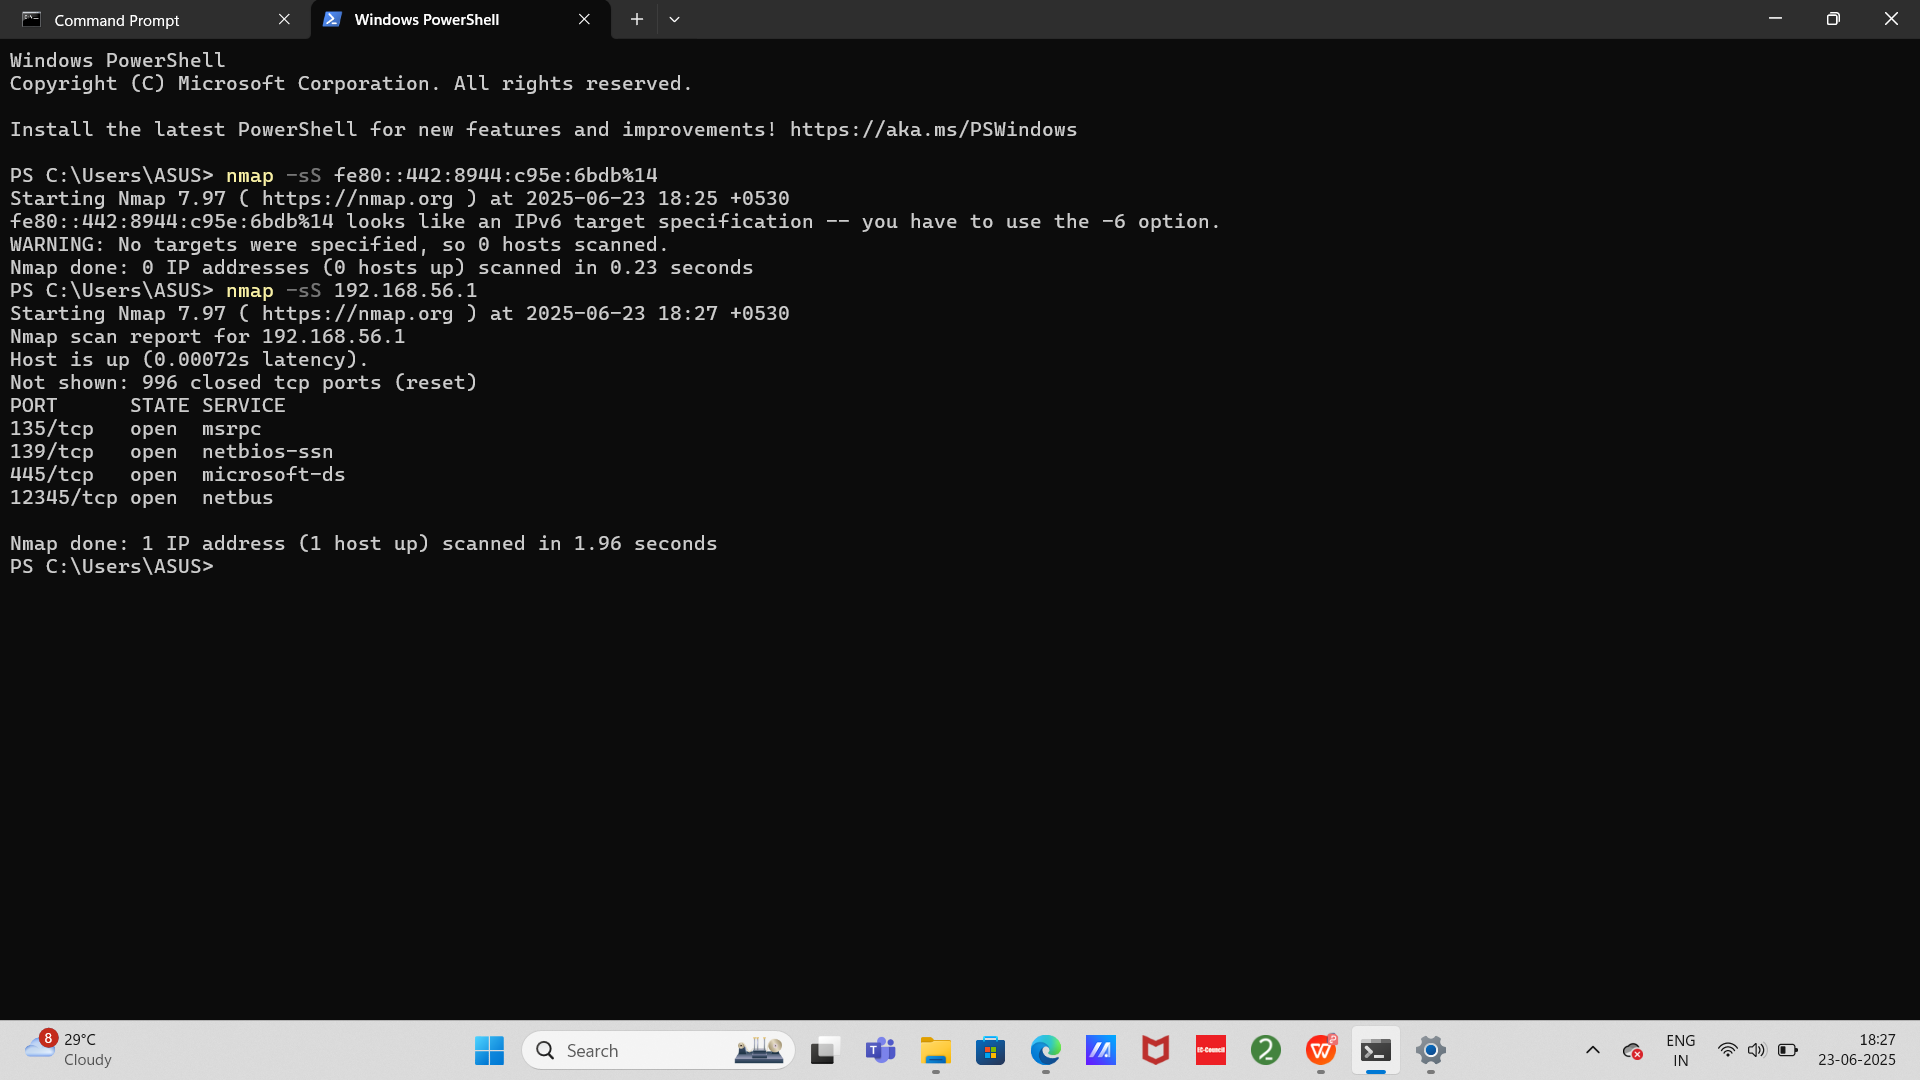 Command Prompt
Windows PowerShell
Windows PowerShell
Copyright (C) Microsoft Corporation. All rights reserved.
Install the latest PowerShell for new features and improvements! https://aka.ms/PSWindows
PS C:\Users\ASUS> nmap -sS fe80::442:8944:c95e:6bdb%14
Starting Nmap 7.97 ( https://nmap.org ) at 2025-06-23 18:25 +0530
fe80::442:8944:c95e:6bdb%14 looks like an IPv6 target specification -- you have to use the -6 option.
WARNING: No targets were specified, so 0 hosts scanned.
Nmap done: 0 IP addresses (0 hosts up) scanned in 0.23 seconds
PS C:\Users\ASUS> nmap -sS 192.168.56.1
Starting Nmap 7.97 ( https://nmap.org ) at 2025-06-23 18:27 +0530
Nmap scan report for 192.168.56.1
Host is up (0.00072s latency).
Not shown: 996 closed tcp ports (reset)
PORT      STATE SERVICE
135/tcp   open  msrpc
139/tcp   open  netbios-ssn
445/tcp   open  microsoft-ds
12345/tcp open  netbus
Nmap done: 1 IP address (1 host up) scanned in 1.96 seconds
PS C:\Users\ASUS>
8
29°C
Cloudy
Search
EC-Council
2
ENG
IN
18:27
23-06-2025